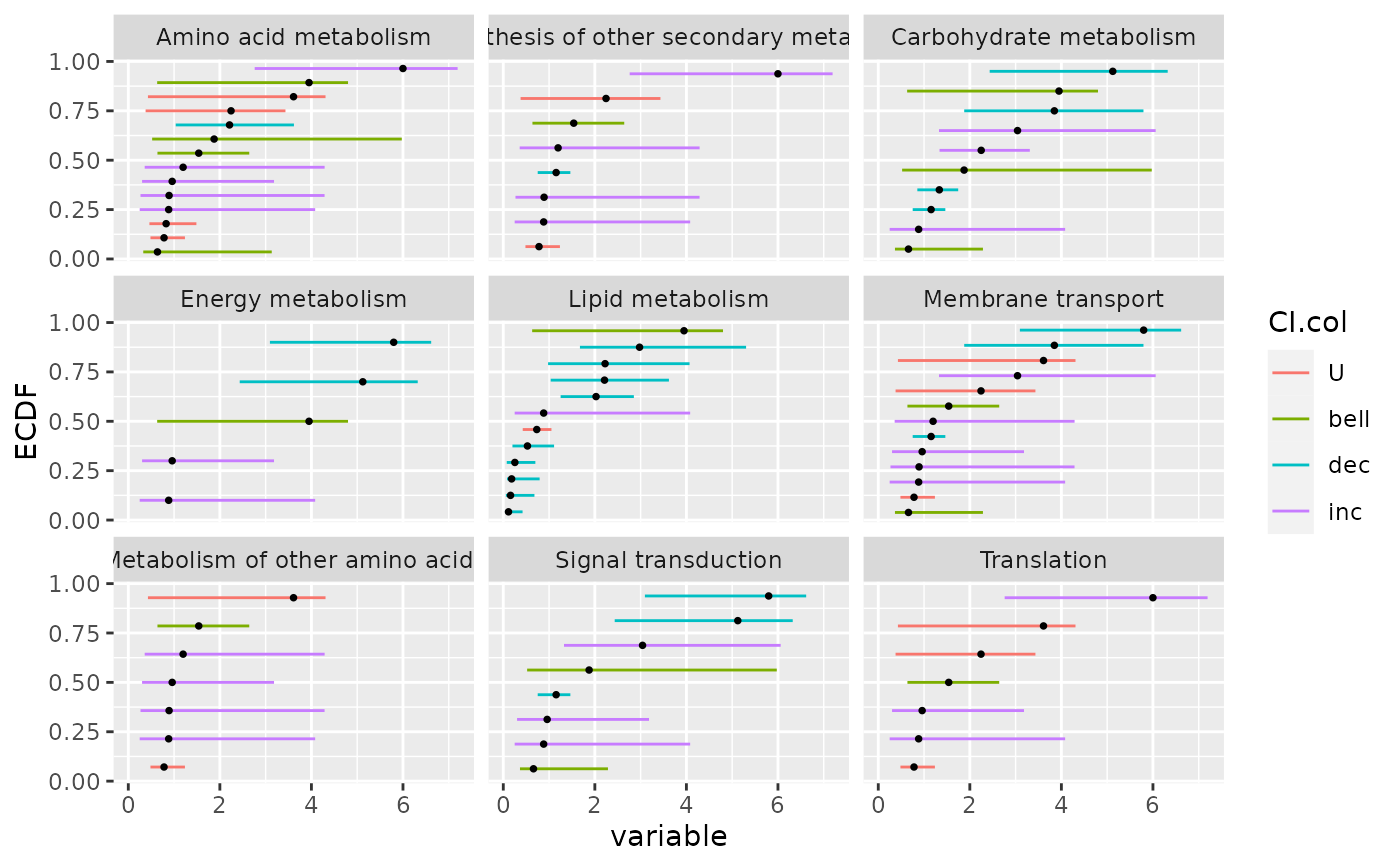 Amino acid metabolism
thesis of other secondary meta
Carbohydrate metabolism
1.00
0.75
0.50
0.25
0.00
Energy metabolism
Lipid metabolism
Membrane transport
1.00
0.75
0.50
0.25
0.00
Metabolism of other amino acid
Signal transduction
Translation
1.00
0.75
0.50
0.25
0.00
0 2 4 6
0 2 4 6
0 2 4 6
ECDF
variable
CI.col
U
bell
dec
inc